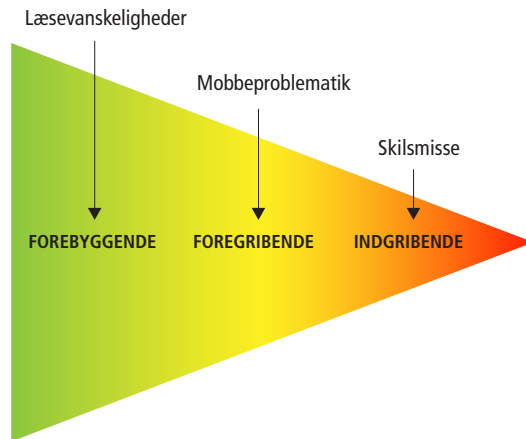 Læsevanskeligheder
Mobbeproblematik
Skilsmisse
FOREBYGGENDE
FOREGRIBENDE
INDGRIBENDE